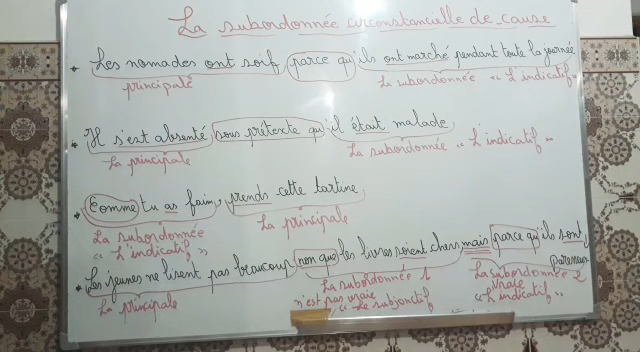 La subordonnée circonstancielle de cause
Les nomades ont soif, parce qu'ils ont marché pendant toute la journée
principale La subordonnée "L'indicatif
Il s'est absenté sous prétexte qu'il était malade,
La principale La subordonnée "L'indicatif"
Comme tu as faim, prends cette tartine,
La subordonnée La principale
"L'indicatif"
Les jeunes ne lisent pas beaucoup non que les livres soient chers mais parce qu'ils sont
paresseux
La principale La subordonnée 1 La subordonnée 2
n'est pas vraie vraie
"Le subjonctif "L'indicatif"